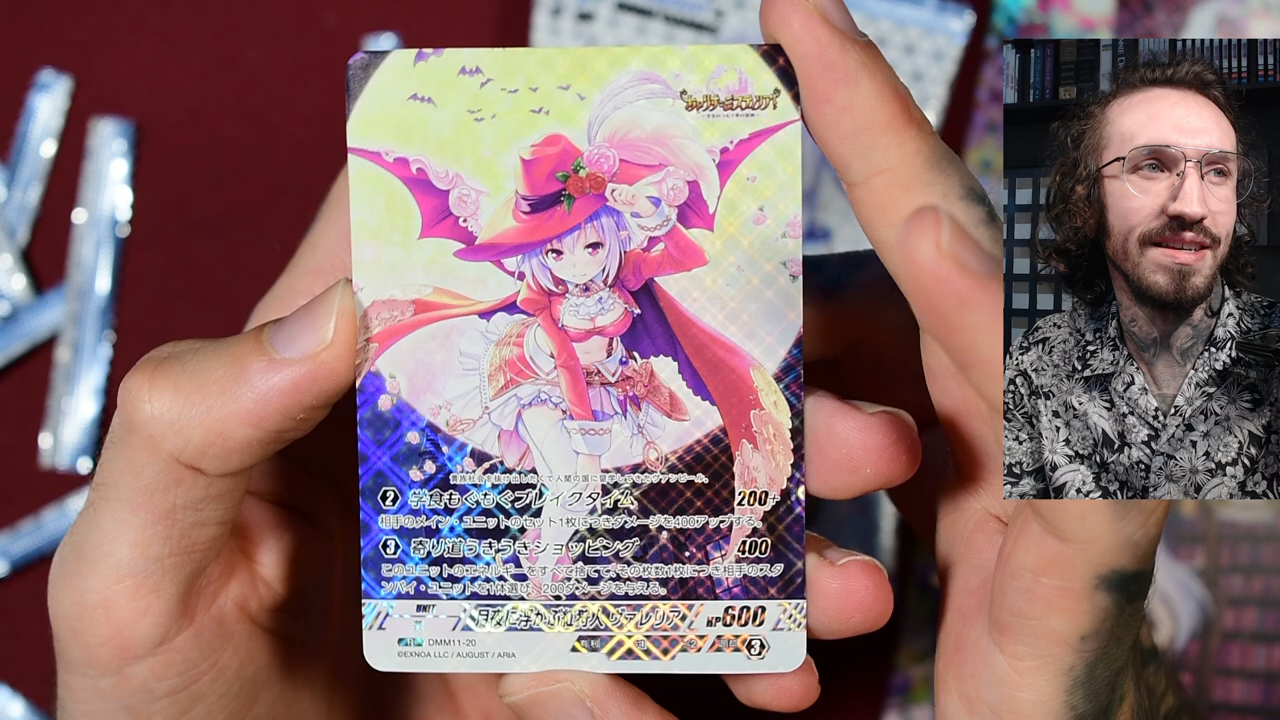 貴族社会を抜け出したくて人間の国に留学してきたヴァンピール。
2 学食もぐもぐブレイクタイム 200+
相手のメイン・ユニットのセット1枚につきダメージを400アップする。
3 寄り道うきうきショッピング 400
このユニットのエネルギーをすべて捨てて、その枚数1枚につき相手のスタ
ンバイ・ユニットを1体選び、200ダメージを与える。
UNIT 月夜に浮かぶ紅狩人 ヴァレリア HP600
DMM11-20
3
©EXNOA LLC / AUGUST / ARIA